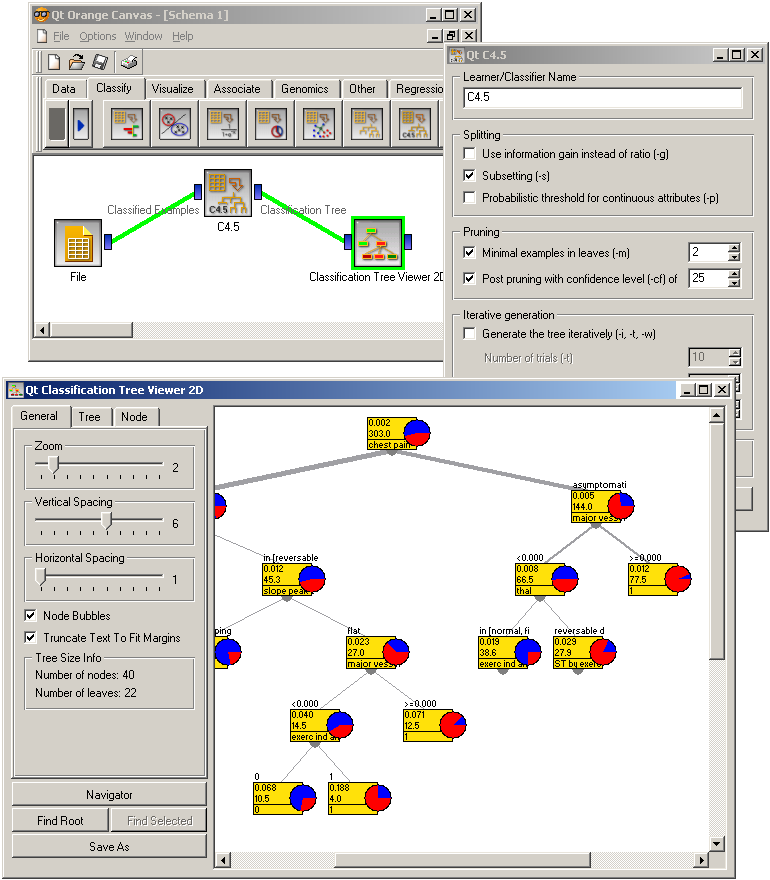 Qt Orange Canvas - [Schema 1]
File Options Window Help
Data Classify Visualize Associate Genomics Other Regressio
C4.5
Classified Examples Classification Tree
C4.5
File
Classification Tree Viewer 2D
Qt C4.5
Learner/Classifier Name
C4.5
Splitting
Use information gain instead of ratio (-g)
Subsetting (-s)
Probabilistic threshold for continuous attributes (-p)
Pruning
Minimal examples in leaves (-m) 2
Post pruning with confidence level (-cf) of 25
Iterative generation
Generate the tree iteratively (-i, -t, -w)
Number of trials (-t) 10
Qt Classification Tree Viewer 2D
General Tree Node
Zoom
2
Vertical Spacing
6
Horizontal Spacing
1
Node Bubbles
Truncate Text To Fit Margins
Tree Size Info
Number of nodes: 40
Number of leaves: 22
Navigator
Find Root Find Selected
Save As
0.002
303.0
chest pain
asymptomati
0.005
144.0
major vess
in [reversable
0.012
45.3
slope peak
<0.000
0.008
66.5
thal
>=0.000
0.012
77.5
1
ping
flat
0.023
27.0
major vess
in [normal, fi
0.019
38.6
exerc ind an
reversable d
0.029
27.9
ST by exerc
<0.000
0.040
14.5
exerc ind an
>=0.000
0.071
12.5
1
0
0.068
10.5
0
1
0.188
4.0
1